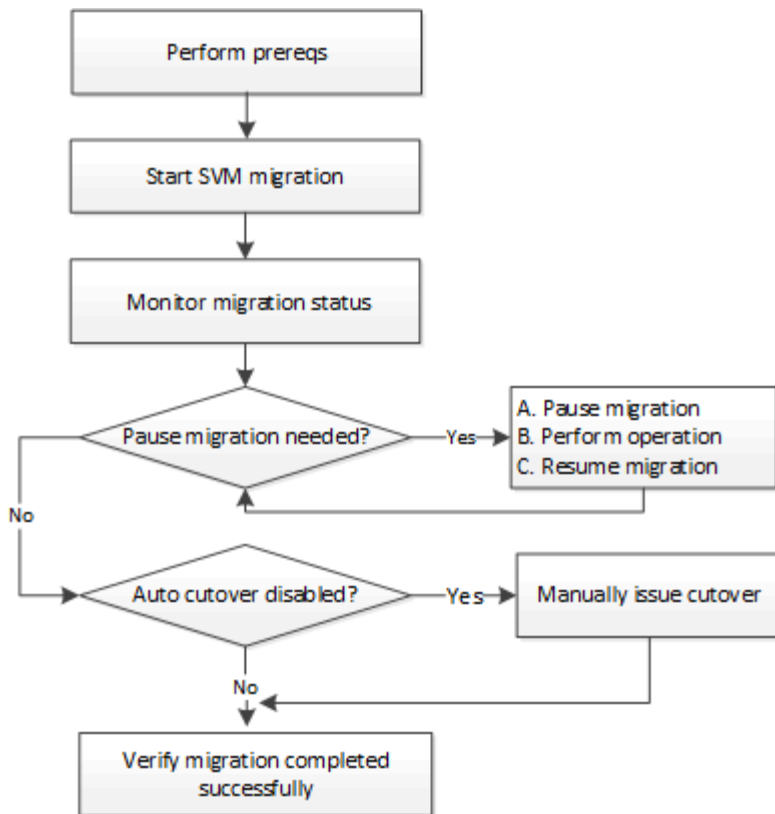 Perform prereqs
Start SVM migration
Monitor migration status
Pause migration needed?
Yes
A. Pause migration
B. Perform operation
C. Resume migration
No
Auto cutover disabled?
Yes
Manually issue cutover
No
Verify migration completed
successfully